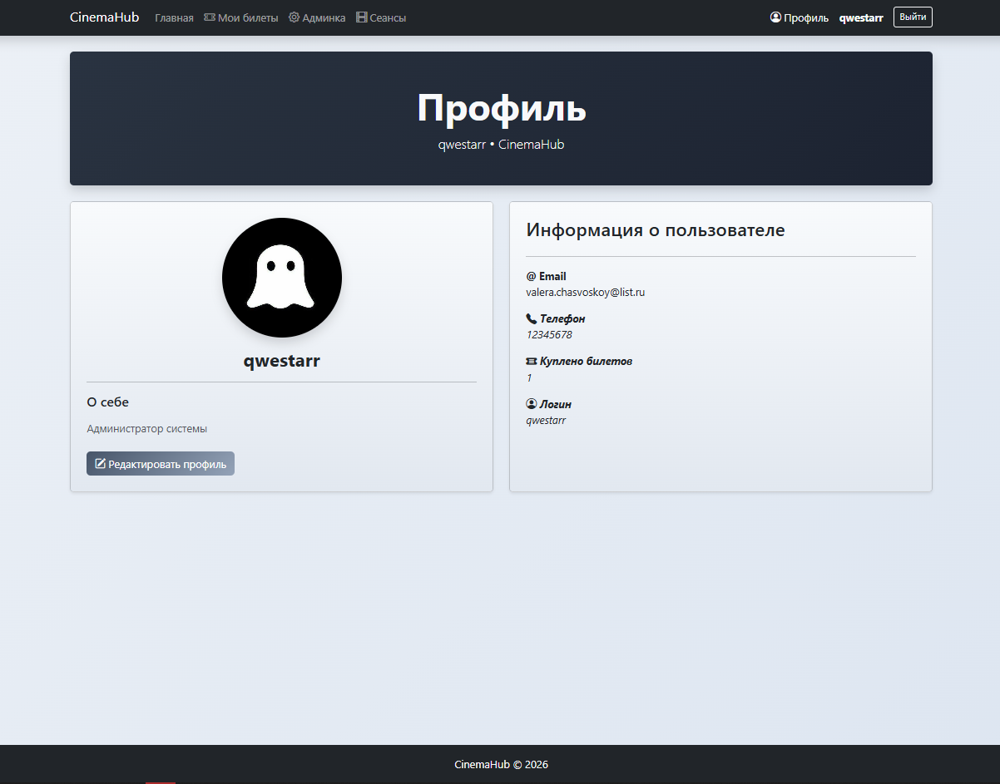 CinemaHub Главная Мои билеты Админка Сеансы Профиль qwestarr Выйти
Профиль
qwestarr • CinemaHub
qwestarr
О себе
Администратор системы
Редактировать профиль
Информация о пользователе
@ Email
valera.chasvoskoy@list.ru
Телефон
12345678
Куплено билетов
1
Логин
qwestarr
CinemaHub © 2026